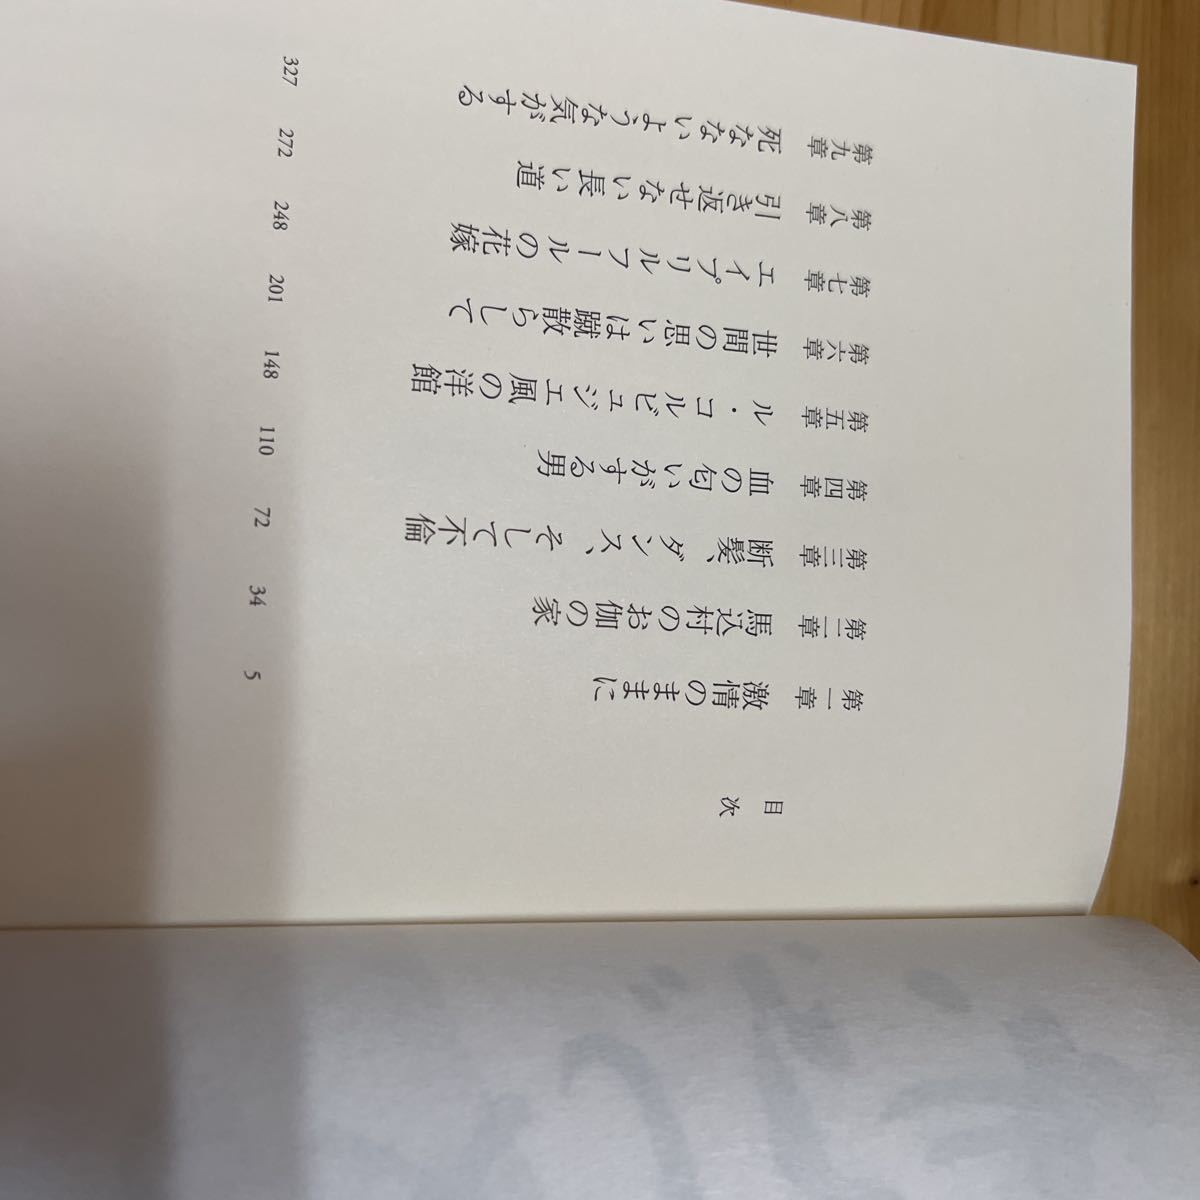 目次
第一章 激情のままに 5
第二章 馬込村のお伽の家 34
第三章 断髪、ダンス、そして不倫 72
第四章 血の匂いがする男 110
第五章 ル・コルビュジエ風の洋館 148
第六章 世間の思いは蹴散らして 201
第七章 エイプリルフールの花嫁 248
第八章 引き返せない長い道 272
第九章 死なないような気がする 327